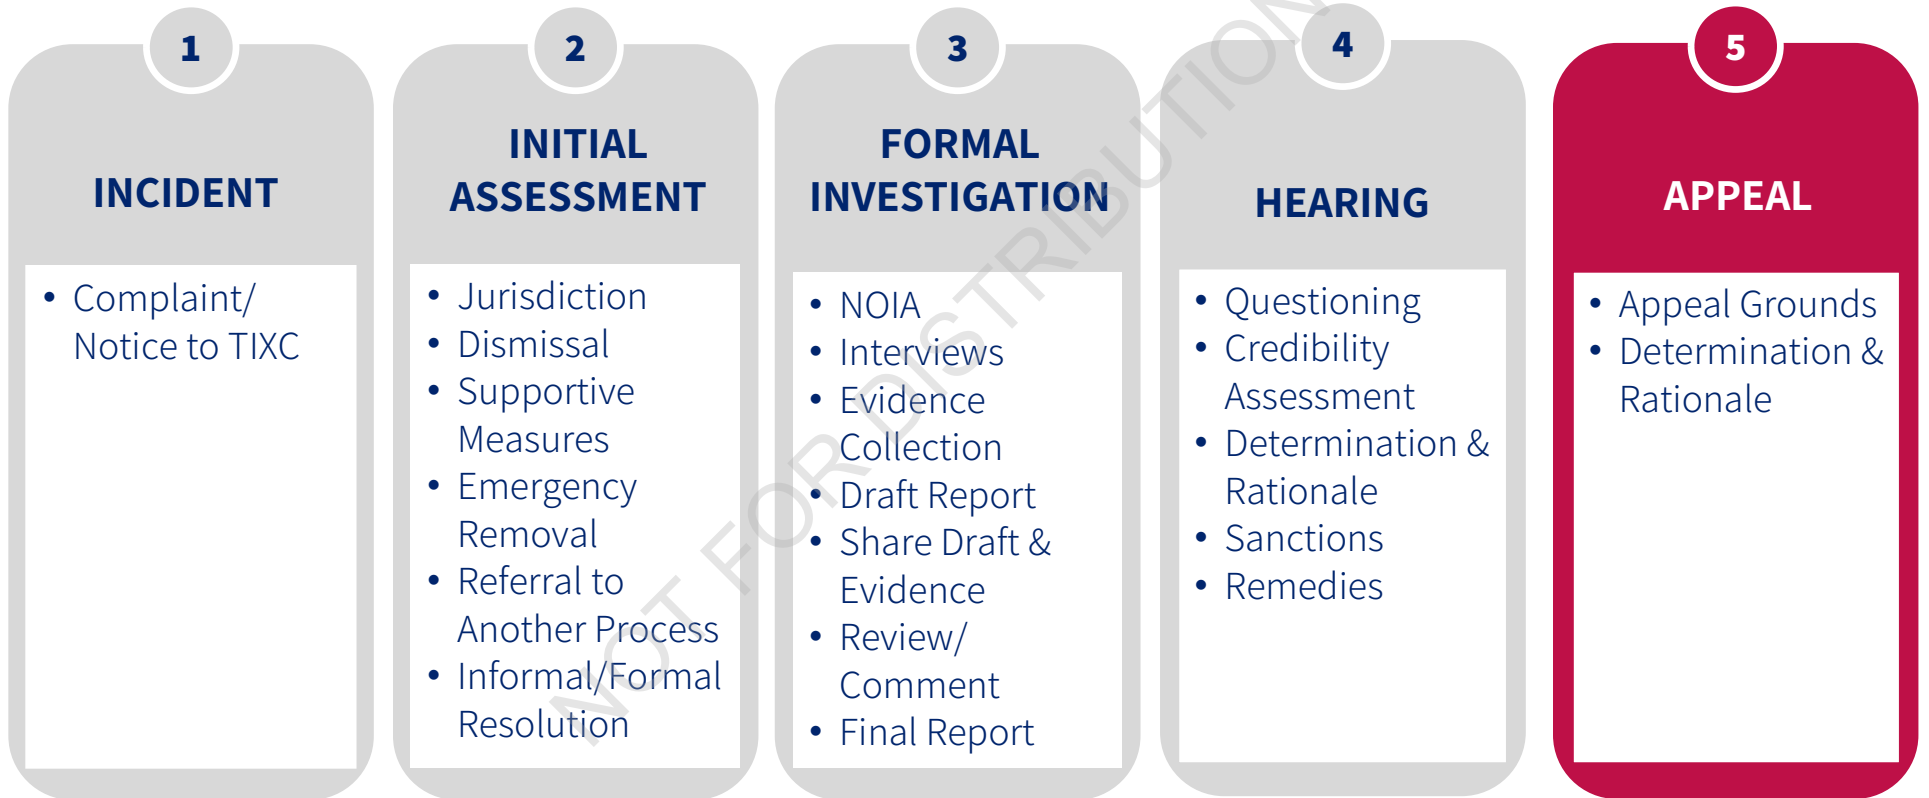 1
INCIDENT
• Complaint/
Notice to TIXC
2
INITIAL
ASSESSMENT
• Jurisdiction
• Dismissal
• Supportive
Measures
• Emergency
Removal
• Referral to
Another Process
• Informal/Formal
Resolution
3
FORMAL
INVESTIGATION
• NOIA
• Interviews
• Evidence
Collection
• Draft Report
• Share Draft &
Evidence
• Review/
Comment
• Final Report
4
HEARING
• Questioning
• Credibility
Assessment
• Determination &
Rationale
• Sanctions
• Remedies
5
APPEAL
• Appeal Grounds
• Determination &
Rationale
NOT FOR DISTRIBUTION